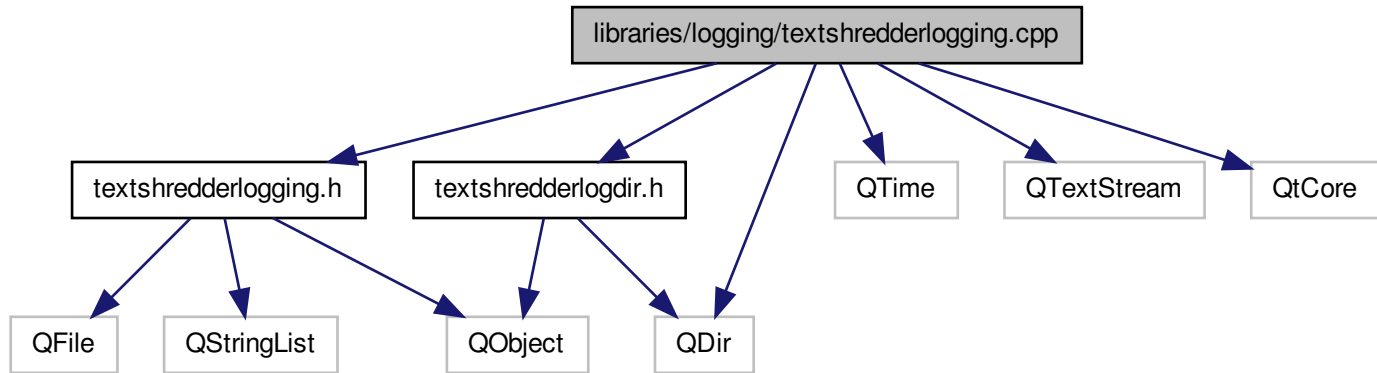 libraries/logging/textshredderlogging.cpp
textshredderlogging.h
textshredderlogdir.h
QTime
QTextStream
QtCore
QFile
QStringList
QObject
QDir